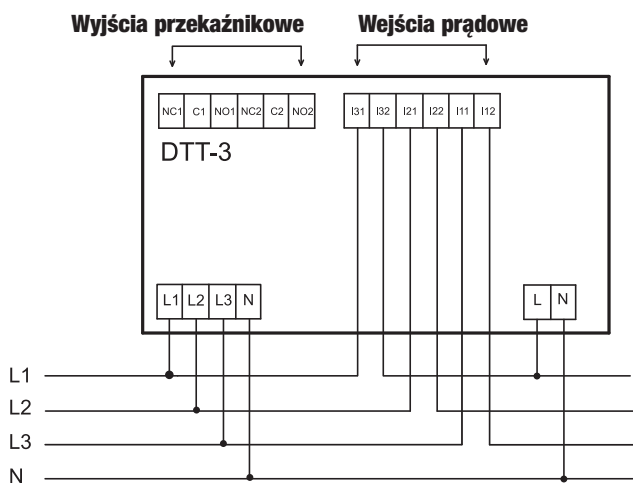 Wyjścia przekaźnikowe Wejścia prądowe
NC1 C1 NO1 NC2 C2 NO2 I31 I32 I21 I22 I11 I12
DTT-3
L1 L2 L3 N L N
L1
L2
L3
N